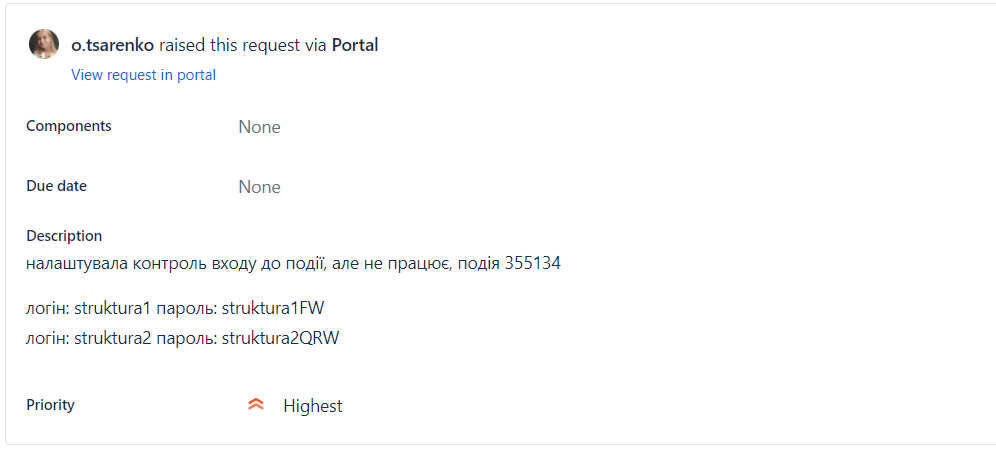 o.tsarenko raised this request via Portal
View request in portal
Components None
Due date None
Description
налаштувала контроль входу до події, але не працює, подія 355134
логін: struktura1 пароль: struktura1FW
логін: struktura2 пароль: struktura2QRW
Priority Highest